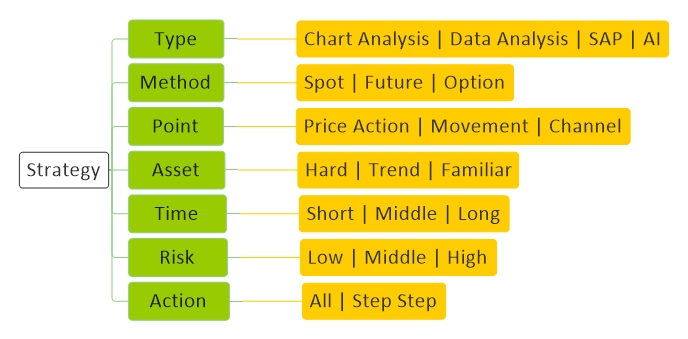 Type
Chart Analysis | Data Analysis | SAP | AI
Method
Spot | Future | Option
Point
Price Action | Movement | Channel
Strategy
Asset
Hard | Trend | Familiar
Time
Short | Middle | Long
Risk
Low | Middle | High
Action
All | Step Step